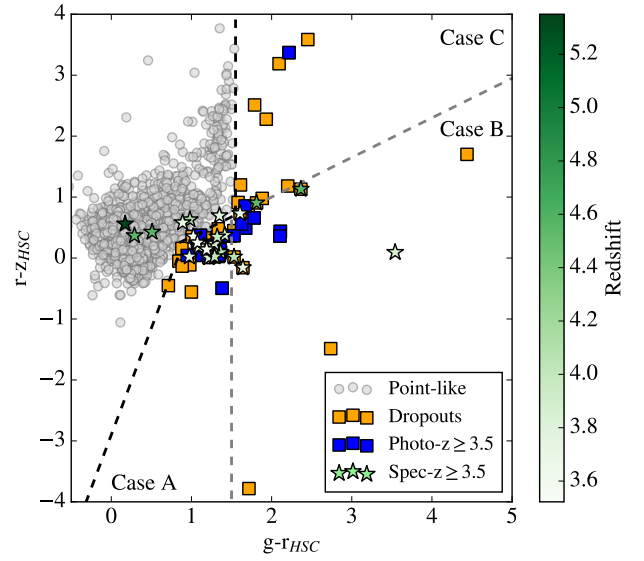 4
3
2
1
0
−1
−2
−3
−4
r-z_HSC
0
1
2
3
4
5
g-r_HSC
Case C
Case B
Case A
Point-like
Dropouts
Photo-z ≥ 3.5
Spec-z ≥ 3.5
5.2
5.0
4.8
4.6
4.4
4.2
4.0
3.8
3.6
Redshift